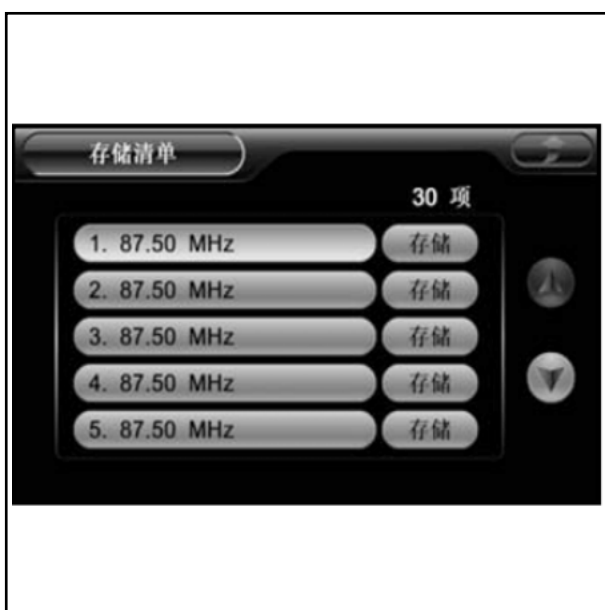 存储清单
30 项
1. 87.50 MHz 存储
2. 87.50 MHz 存储
3. 87.50 MHz 存储
4. 87.50 MHz 存储
5. 87.50 MHz 存储